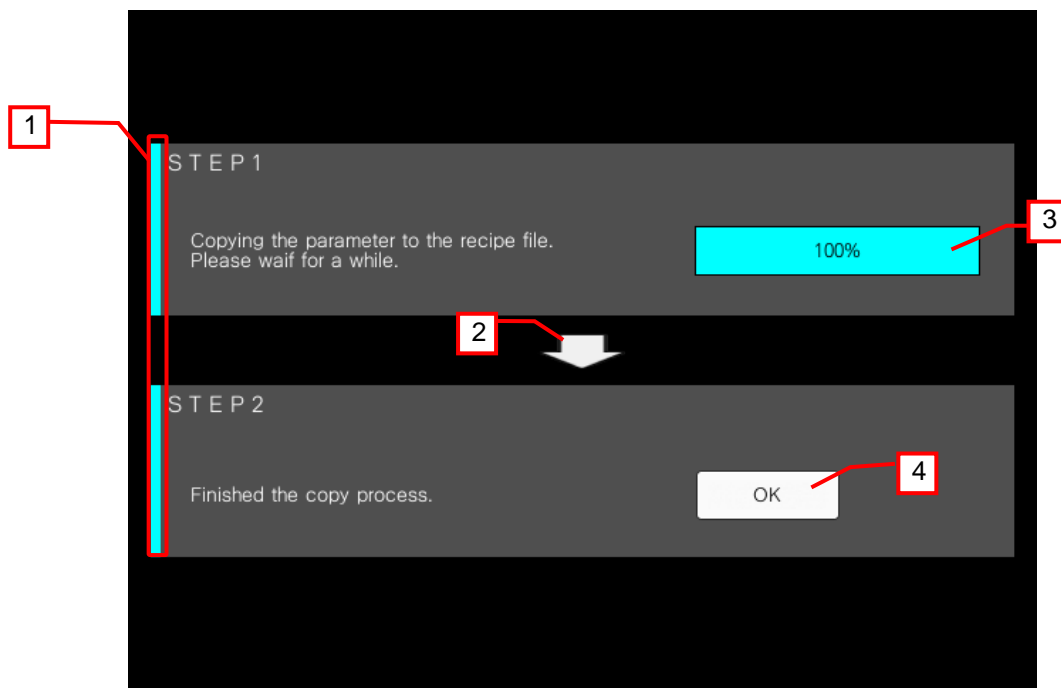 1
STEP1
3
Copying the parameter to the recipe file.
Please waif for a while.
100%
2
STEP2
4
Finished the copy process.
OK